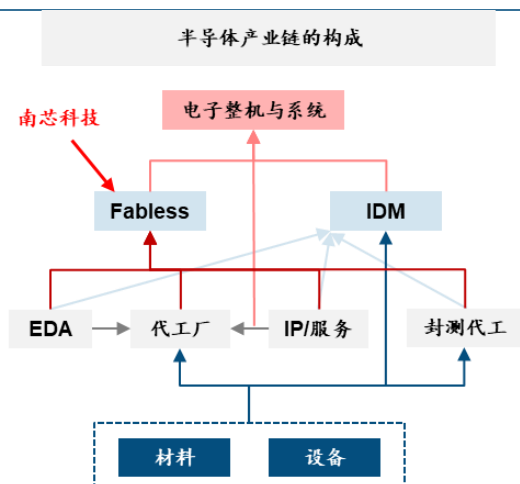 半导体产业链的构成
电子整机与系统
南芯科技
Fabless
IDM
EDA
代工厂
IP/服务
封测代工
材料
设备